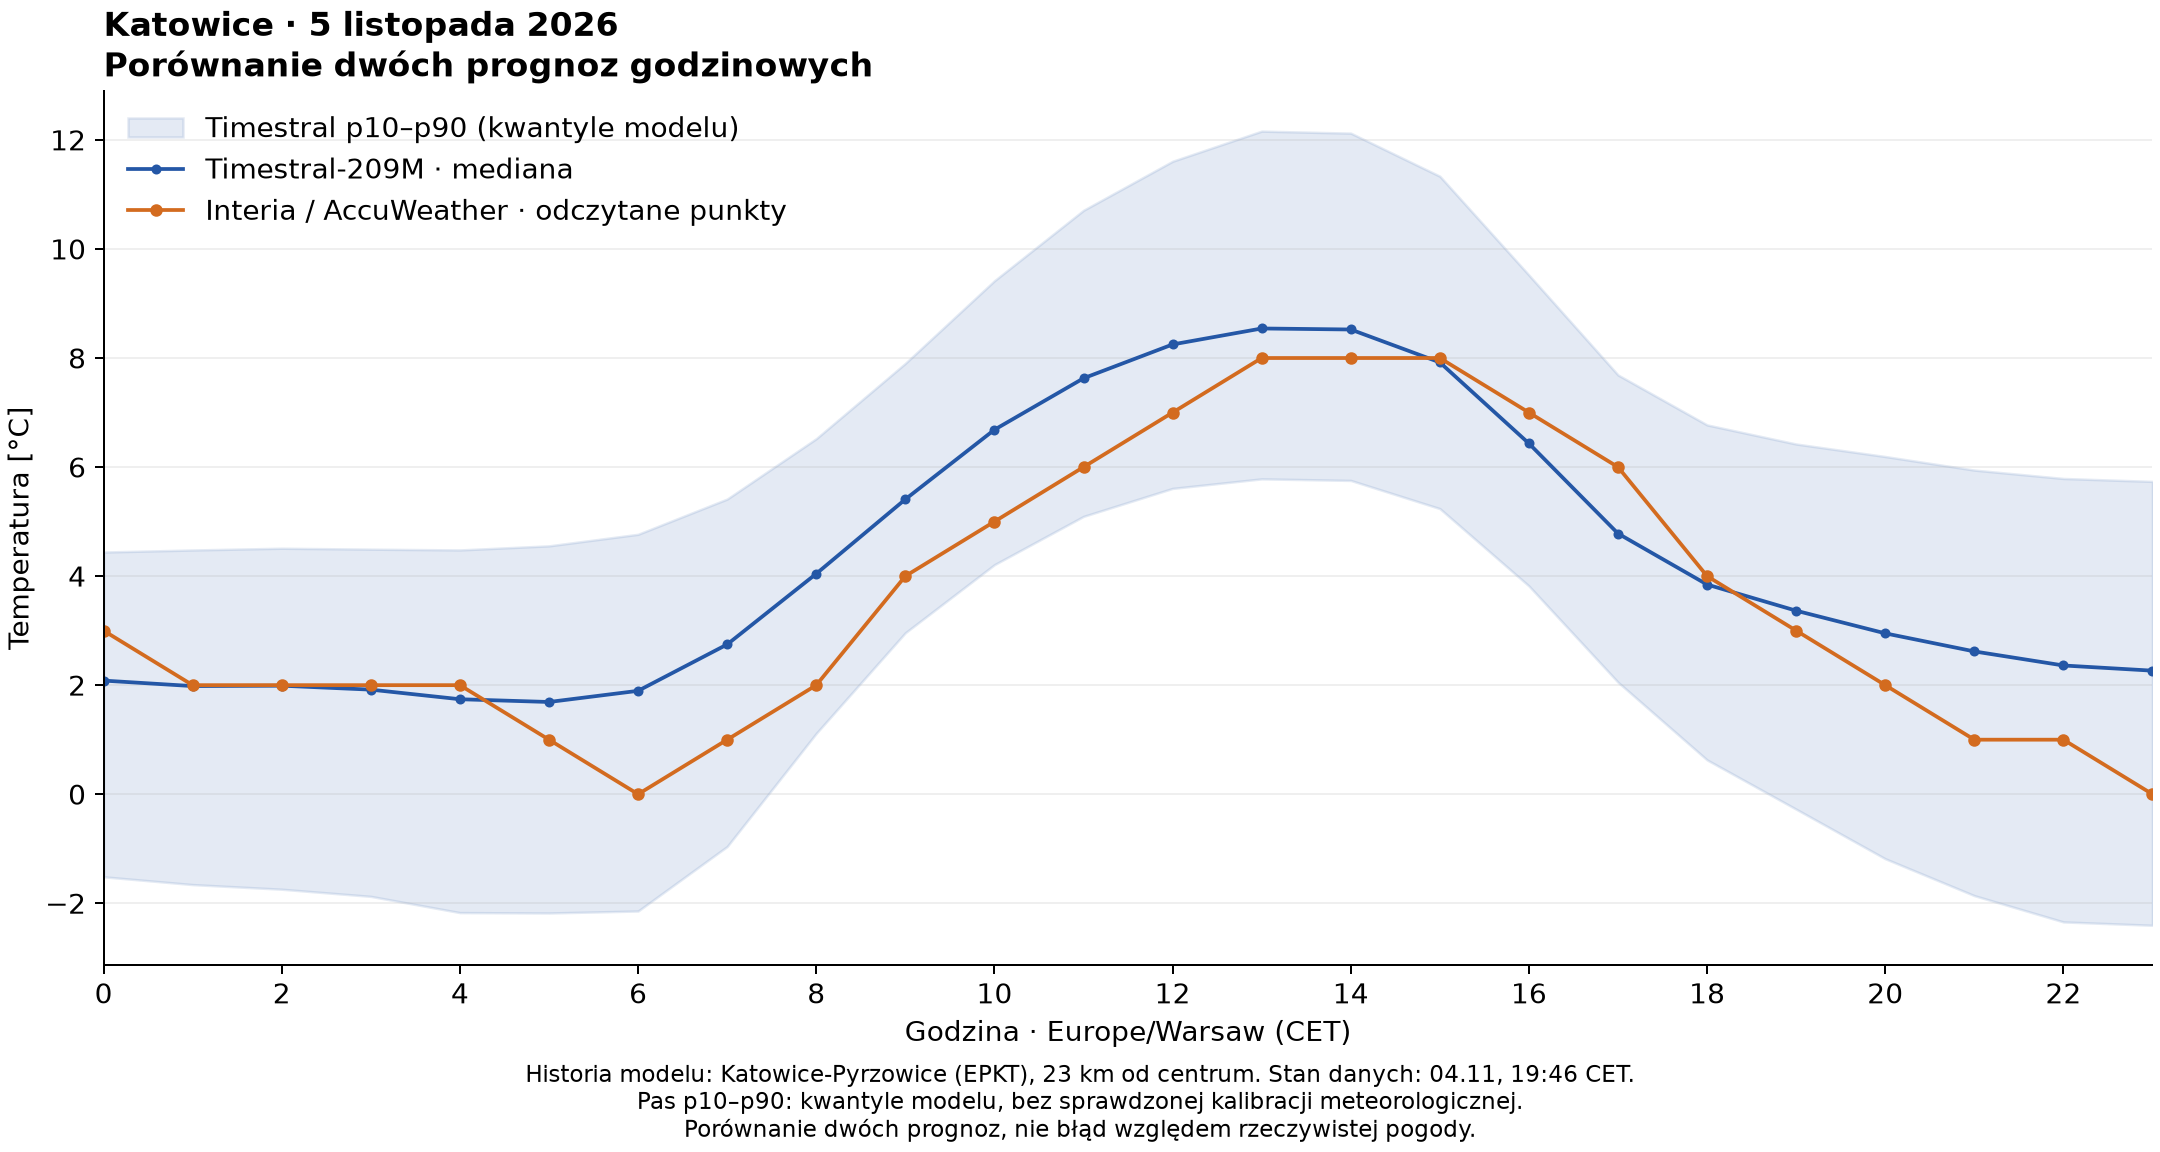 Katowice · 5 listopada 2026
Porównanie dwóch prognoz godzinowych
Timestral p10–p90 (kwantyle modelu)
Timestral-209M · mediana
Interia / AccuWeather · odczytane punkty
Temperatura [°C]
12
10
8
6
4
2
0
−2
0 2 4 6 8 10 12 14 16 18 20 22
Godzina · Europe/Warsaw (CET)
Historia modelu: Katowice-Pyrzowice (EPKT), 23 km od centrum. Stan danych: 04.11, 19:46 CET.
Pas p10–p90: kwantyle modelu, bez sprawdzonej kalibracji meteorologicznej.
Porównanie dwóch prognoz, nie błąd względem rzeczywistej pogody.